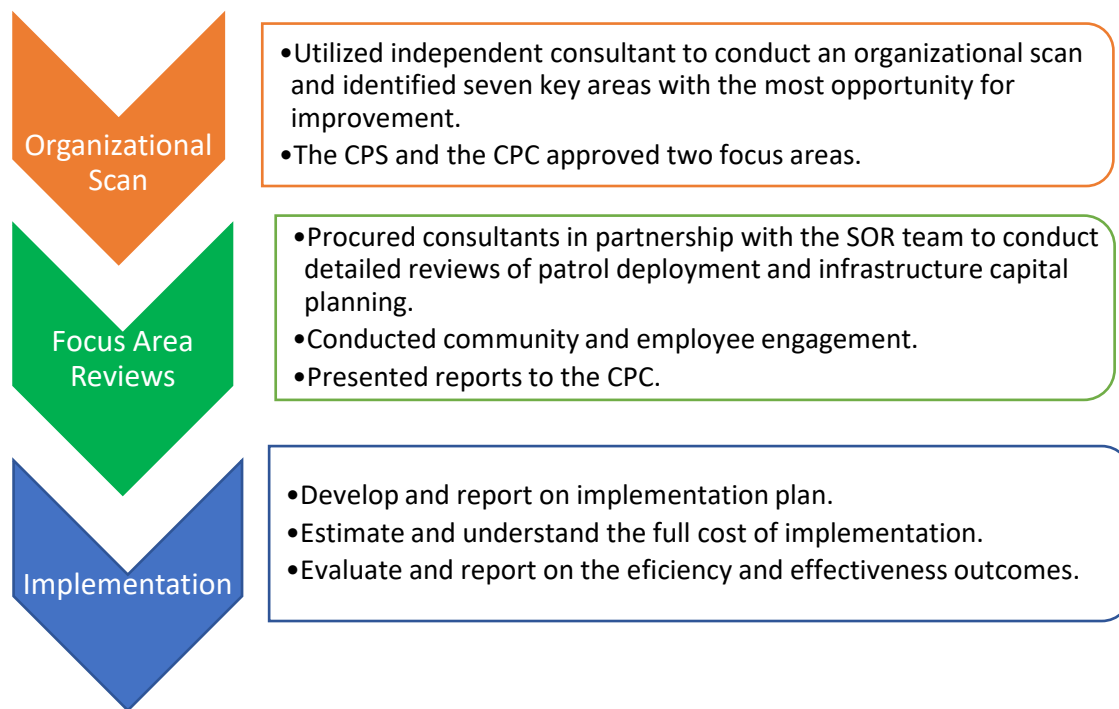 Organizational
Scan
•Utilized independent consultant to conduct an organizational scan
and identified seven key areas with the most opportunity for
improvement.
•The CPS and the CPC approved two focus areas.
Focus Area
Reviews
•Procured consultants in partnership with the SOR team to conduct
detailed reviews of patrol deployment and infrastructure capital
planning.
•Conducted community and employee engagement.
•Presented reports to the CPC.
Implementation
•Develop and report on implementation plan.
•Estimate and understand the full cost of implementation.
•Evaluate and report on the eficiency and effectiveness outcomes.